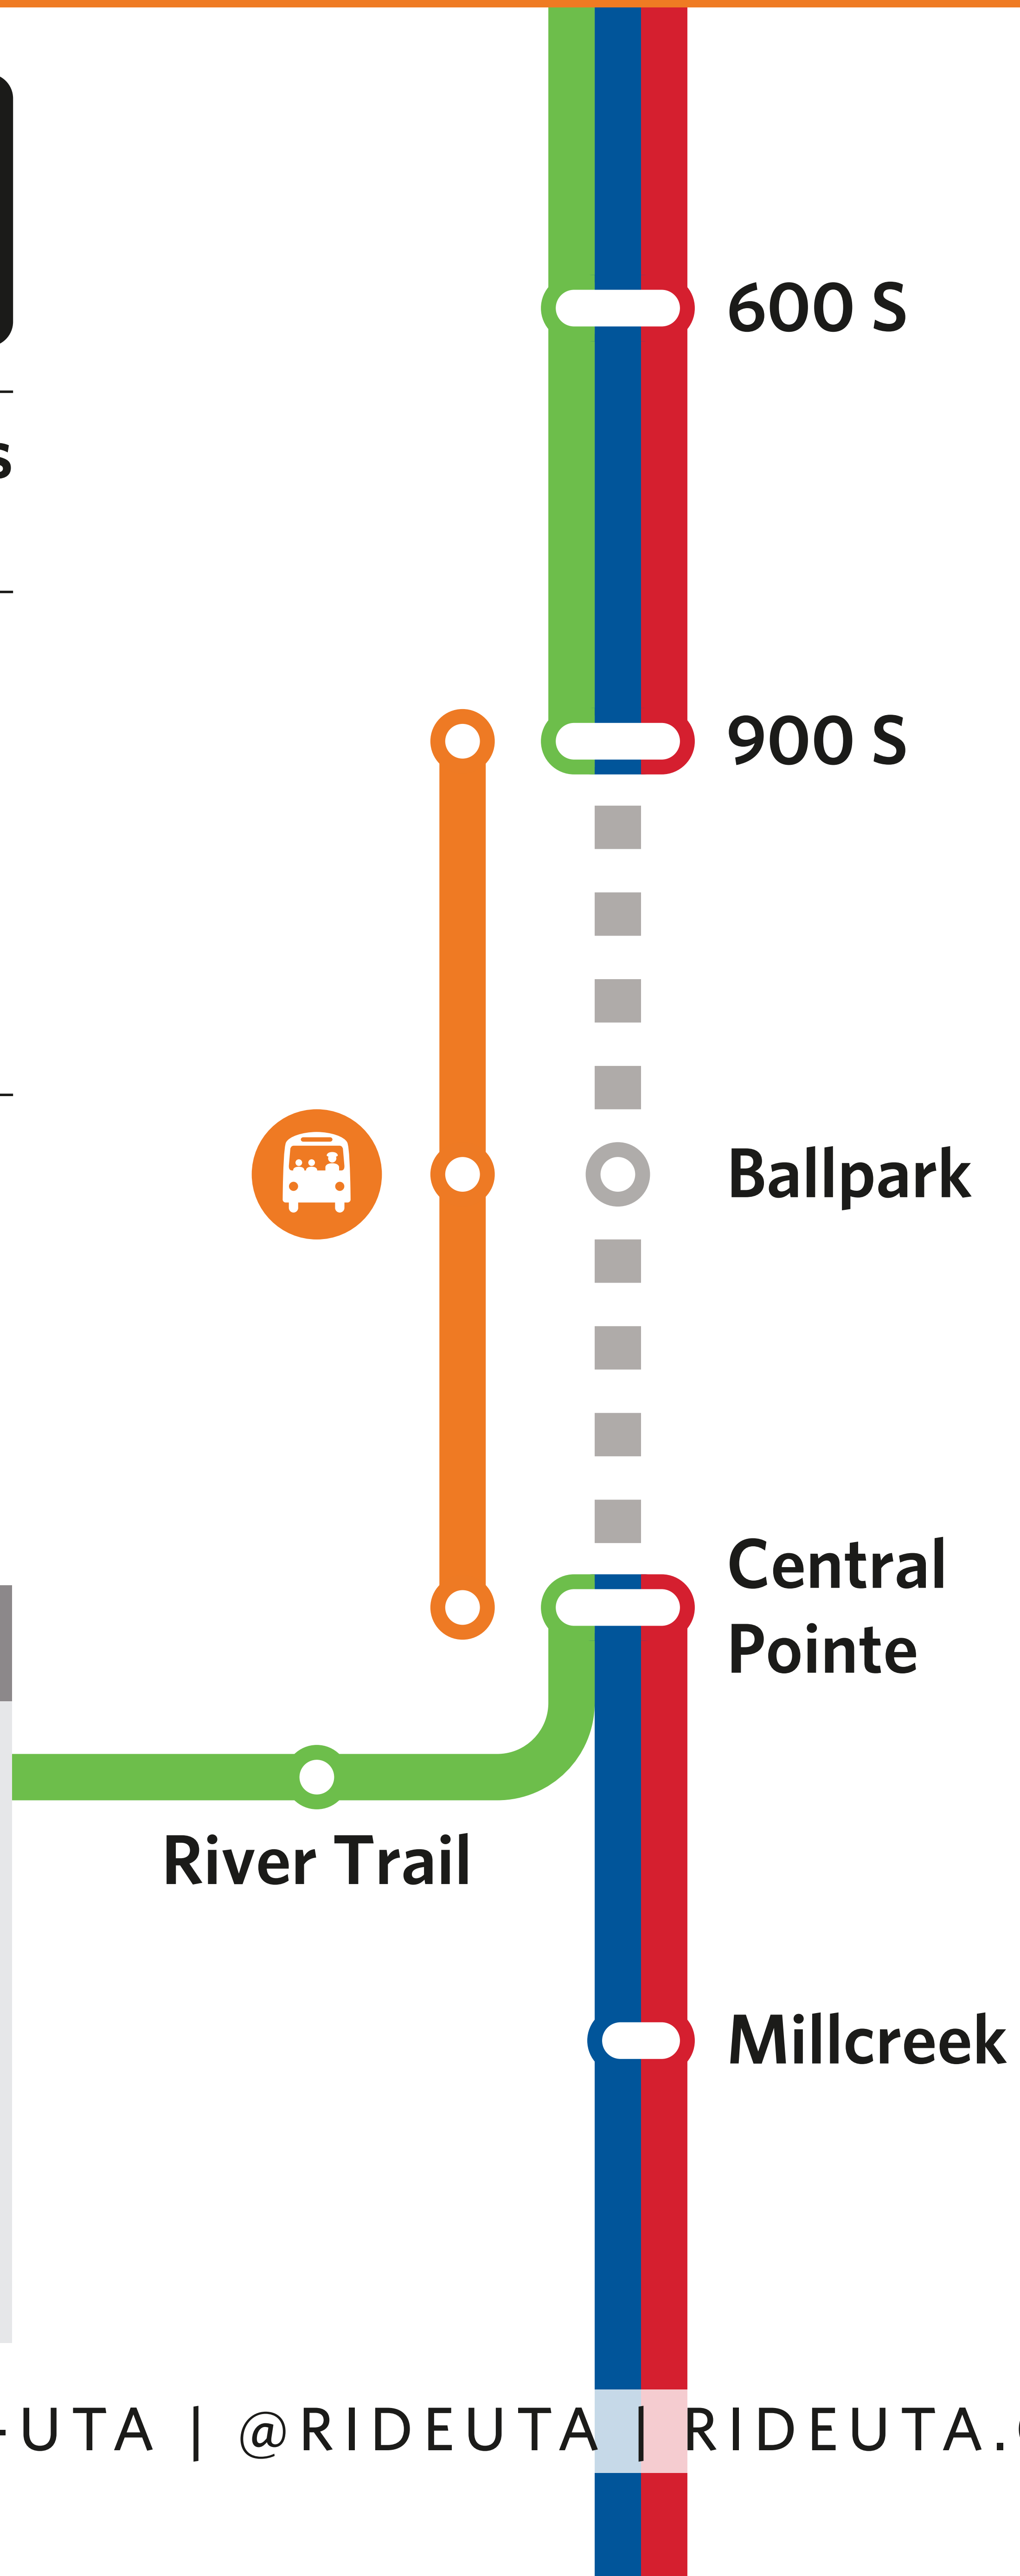 600 S
900 S
Ballpark
Central
Pointe
River Trail
Millcreek
-UTA | @RIDEUTA | RIDEUTA.